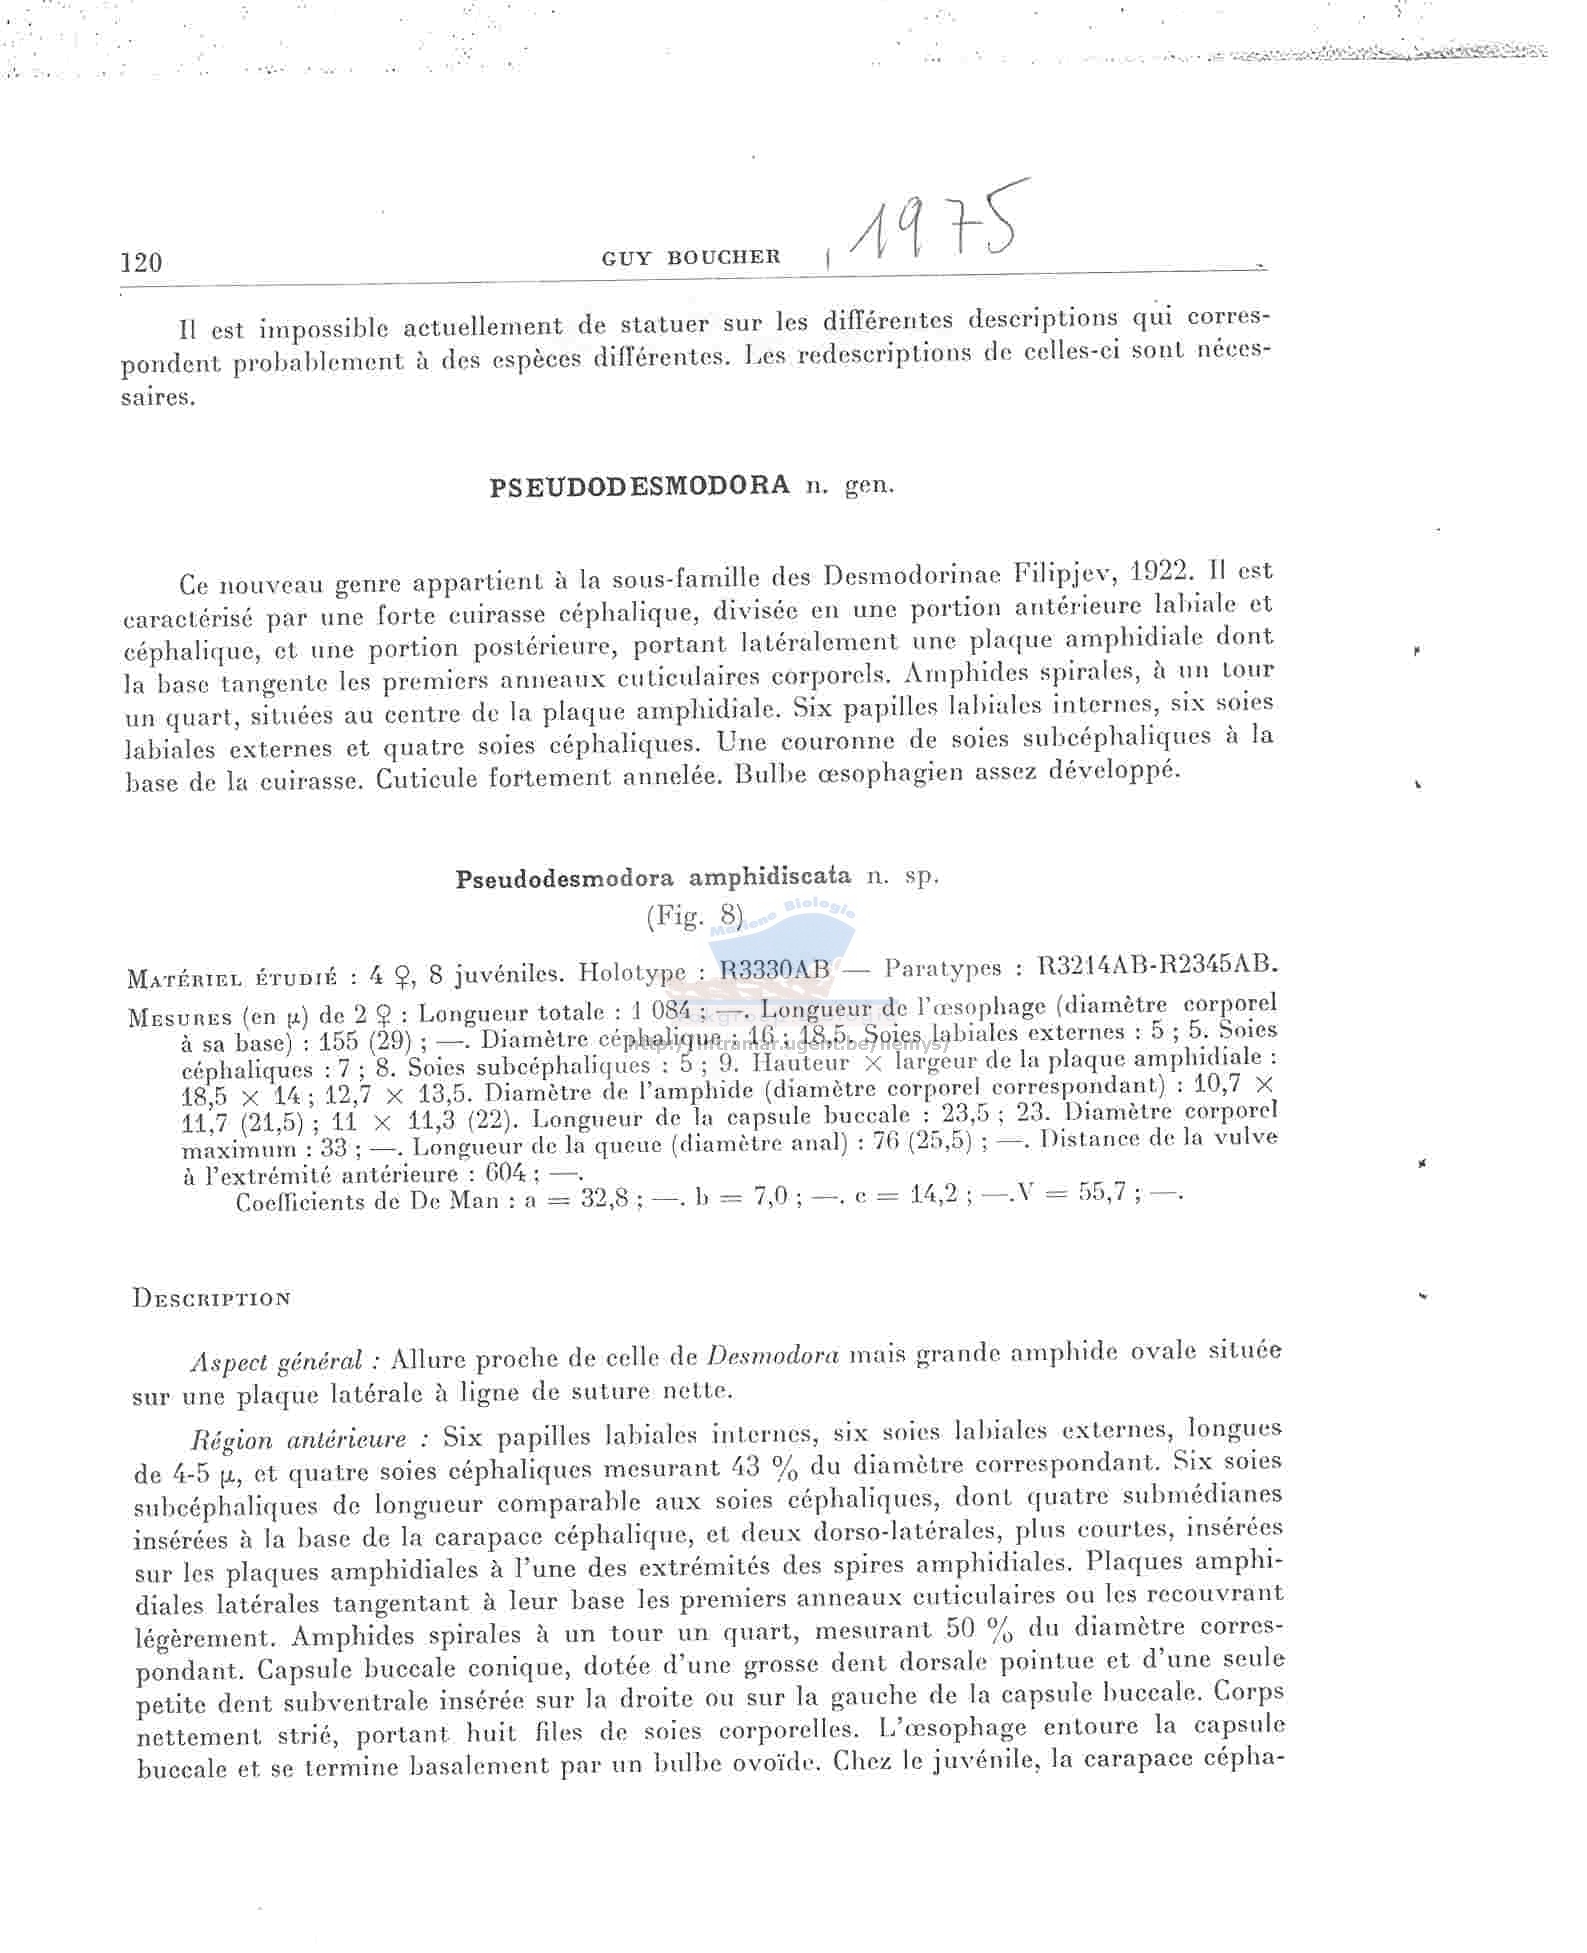 120
GUY BOUCHER
1975
Il est impossible actuellement de statuer sur les différentes descriptions qui corres-
pondent probablement à des espèces différentes. Les redescriptions de celles-ci sont néces-
saires.
PSEUDODESMODORA n. gen.
Ce nouveau genre appartient à la sous-famille des Desmodorinae Filipjev, 1922. Il est
caractérisé par une forte cuirasse céphalique, divisée en une portion antérieure labiale et
céphalique, et une portion postérieure, portant latéralement une plaque amphidiale dont
la base tangente les premiers anneaux cuticulaires corporels. Amphides spirales, à un tour
un quart, situées au centre de la plaque amphidiale. Six papilles labiales internes, six soies
labiales externes et quatre soies céphaliques. Une couronne de soies subcéphaliques à la
base de la cuirasse. Cuticule fortement annelée. Bulbe œsophagien assez développé.
Pseudodesmodora amphidiscata n. sp.
(Fig. 8)
Mariene Biologie
MATÉRIEL ÉTUDIÉ : 4 ♀, 8 juvéniles. Holotype : R3330AB — Paratypes : R3214AB-R2345AB.
MESURES (en μ) de 2 ♀ : Longueur totale : 1 084 ; —. Longueur de l'œsophage (diamètre corporel
à sa base) : 155 (29) ; —. Diamètre céphalique : 16 ; 18,5. Soies labiales externes : 5 ; 5. Soies
céphaliques : 7 ; 8. Soies subcéphaliques : 5 ; 9. Hauteur × largeur de la plaque amphidiale :
18,5 × 14 ; 12,7 × 13,5. Diamètre de l'amphide (diamètre corporel correspondant) : 10,7 ×
11,7 (21,5) ; 11 × 11,3 (22). Longueur de la capsule buccale : 23,5 ; 23. Diamètre corporel
maximum : 33 ; —. Longueur de la queue (diamètre anal) : 76 (25,5) ; —. Distance de la vulve
à l'extrémité antérieure : 604 ; —.
Coefficients de De Man : a = 32,8 ; —. b = 7,0 ; —. c = 14,2 ; —.V = 55,7 ; —.
DESCRIPTION
Aspect général : Allure proche de celle de Desmodora mais grande amphide ovale située
sur une plaque latérale à ligne de suture nette.
Région antérieure : Six papilles labiales internes, six soies labiales externes, longues
de 4-5 μ, et quatre soies céphaliques mesurant 43 % du diamètre correspondant. Six soies
subcéphaliques de longueur comparable aux soies céphaliques, dont quatre submédianes
insérées à la base de la carapace céphalique, et deux dorso-latérales, plus courtes, insérées
sur les plaques amphidiales à l'une des extrémités des spires amphidiales. Plaques amphi-
diales latérales tangentant à leur base les premiers anneaux cuticulaires ou les recouvrant
légèrement. Amphides spirales à un tour un quart, mesurant 50 % du diamètre corres-
pondant. Capsule buccale conique, dotée d'une grosse dent dorsale pointue et d'une seule
petite dent subventrale insérée sur la droite ou sur la gauche de la capsule buccale. Corps
nettement strié, portant huit files de soies corporelles. L'œsophage entoure la capsule
buccale et se termine basalement par un bulbe ovoïde. Chez le juvénile, la carapace cépha-